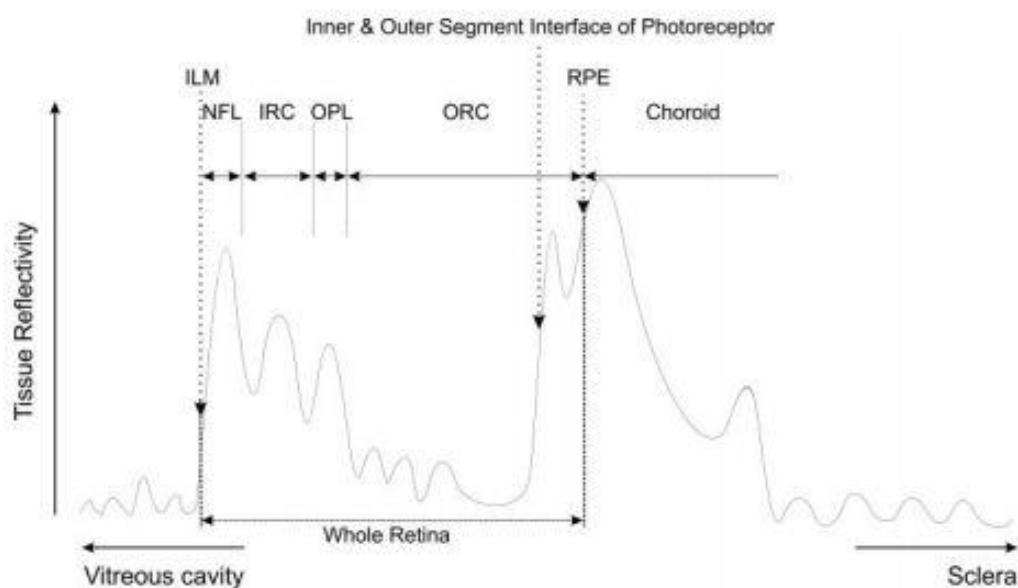 Inner & Outer Segment Interface of Photoreceptor
ILM
RPE
NFL
IRC
OPL
ORC
Choroid
Tissue Reflectivity
Whole Retina
Vitreous cavity
Sclera